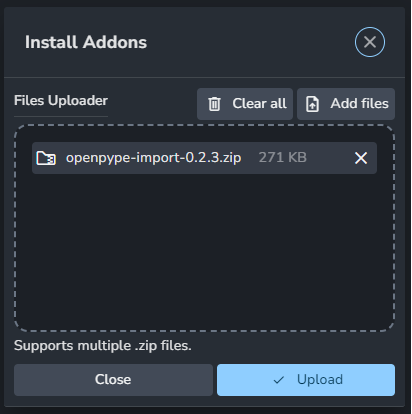 Install Addons
Files Uploader
Clear all
Add files
openpype-import-0.2.3.zip 271 KB
Supports multiple .zip files.
Close
Upload